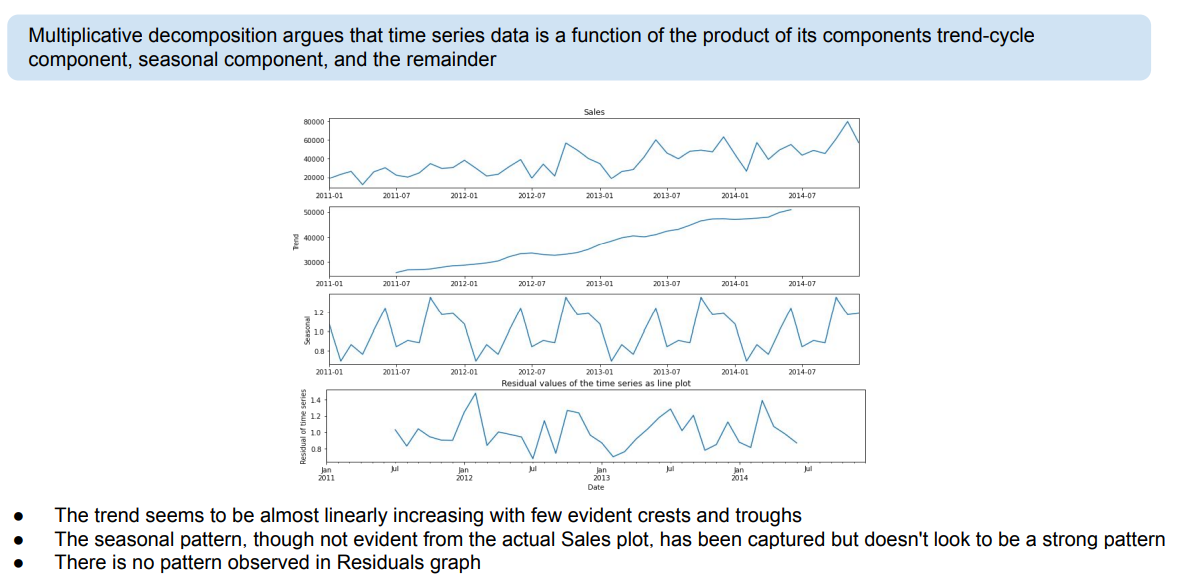 Multiplicative decomposition argues that time series data is a function of the product of its components trend-cycle
component, seasonal component, and the remainder
Sales
80000
60000
40000
20000
2011-01 2011-07 2012-01 2012-07 2013-01 2013-07 2014-01 2014-07
Trend
50000
40000
30000
2011-01 2011-07 2012-01 2012-07 2013-01 2013-07 2014-01 2014-07
Seasonal
1.2
1.0
0.8
2011-01 2011-07 2012-01 2012-07 2013-01 2013-07 2014-01 2014-07
Residual values of the time series as line plot
Residual of time series
1.4
1.2
1.0
0.8
Jan Jul Jan Jul Jan Jul Jan Jul
2011 2012 2013 2014
Date
● The trend seems to be almost linearly increasing with few evident crests and troughs
● The seasonal pattern, though not evident from the actual Sales plot, has been captured but doesn't look to be a strong pattern
● There is no pattern observed in Residuals graph